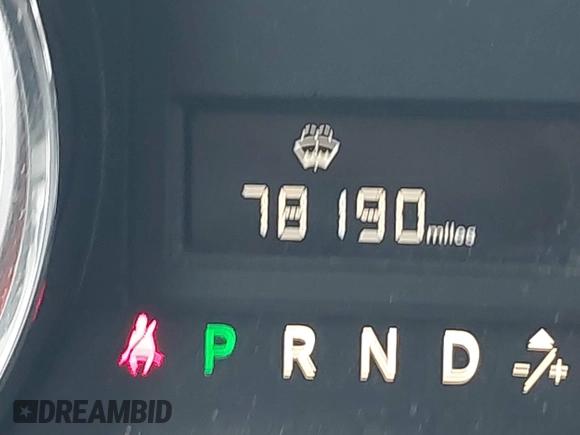 78190 miles
P R N D -/+
DREAMBID